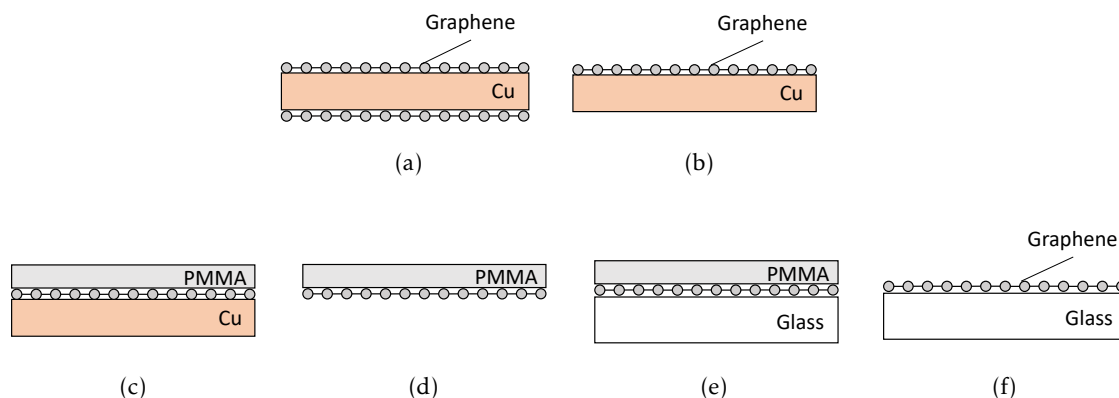 Graphene
Graphene
Cu
Cu
(a)
(b)
Graphene
PMMA
PMMA
PMMA
Cu
Glass
Glass
(c)
(d)
(e)
(f)